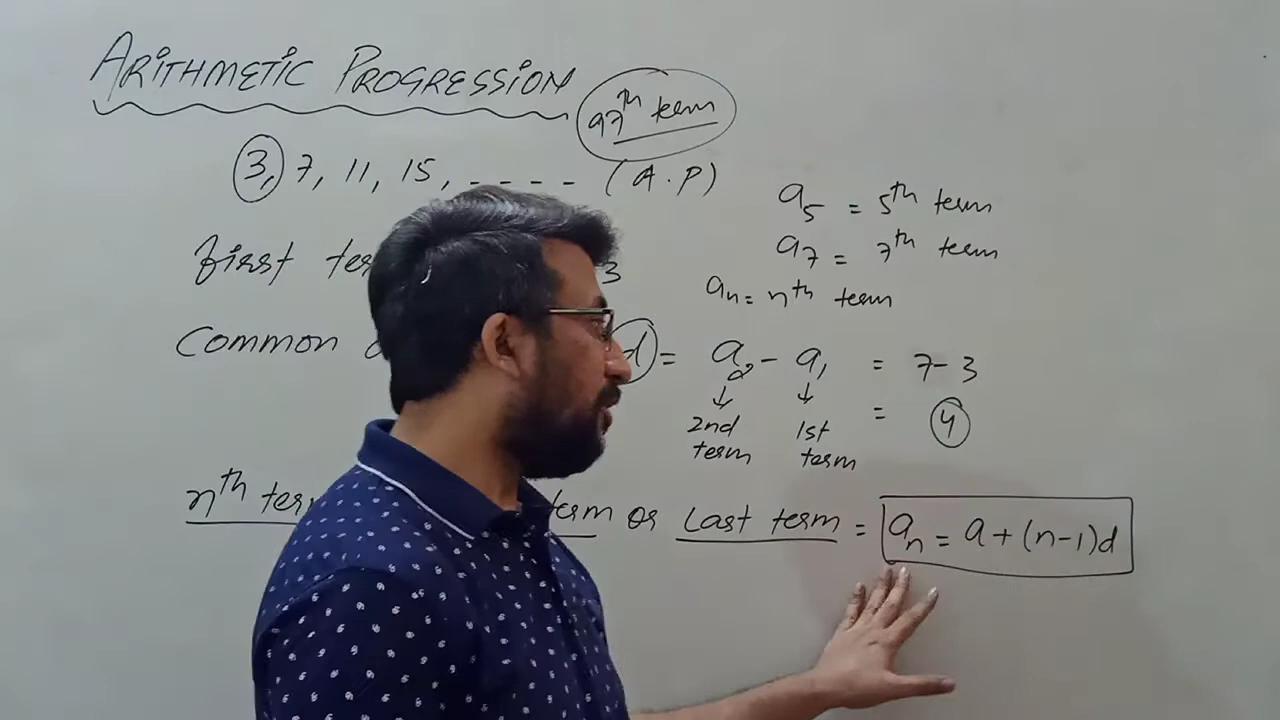 ARITHMETIC PROGRESSION
97th term
3, 7, 11, 15, - - - - (A.P)
a5 = 5th term
a7 = 7th term
an = nth term
first 3
Common d = a2 - a1 = 7-3
↓ ↓ = 4
2nd term 1st term
nth term or Last term = an = a + (n-1)d